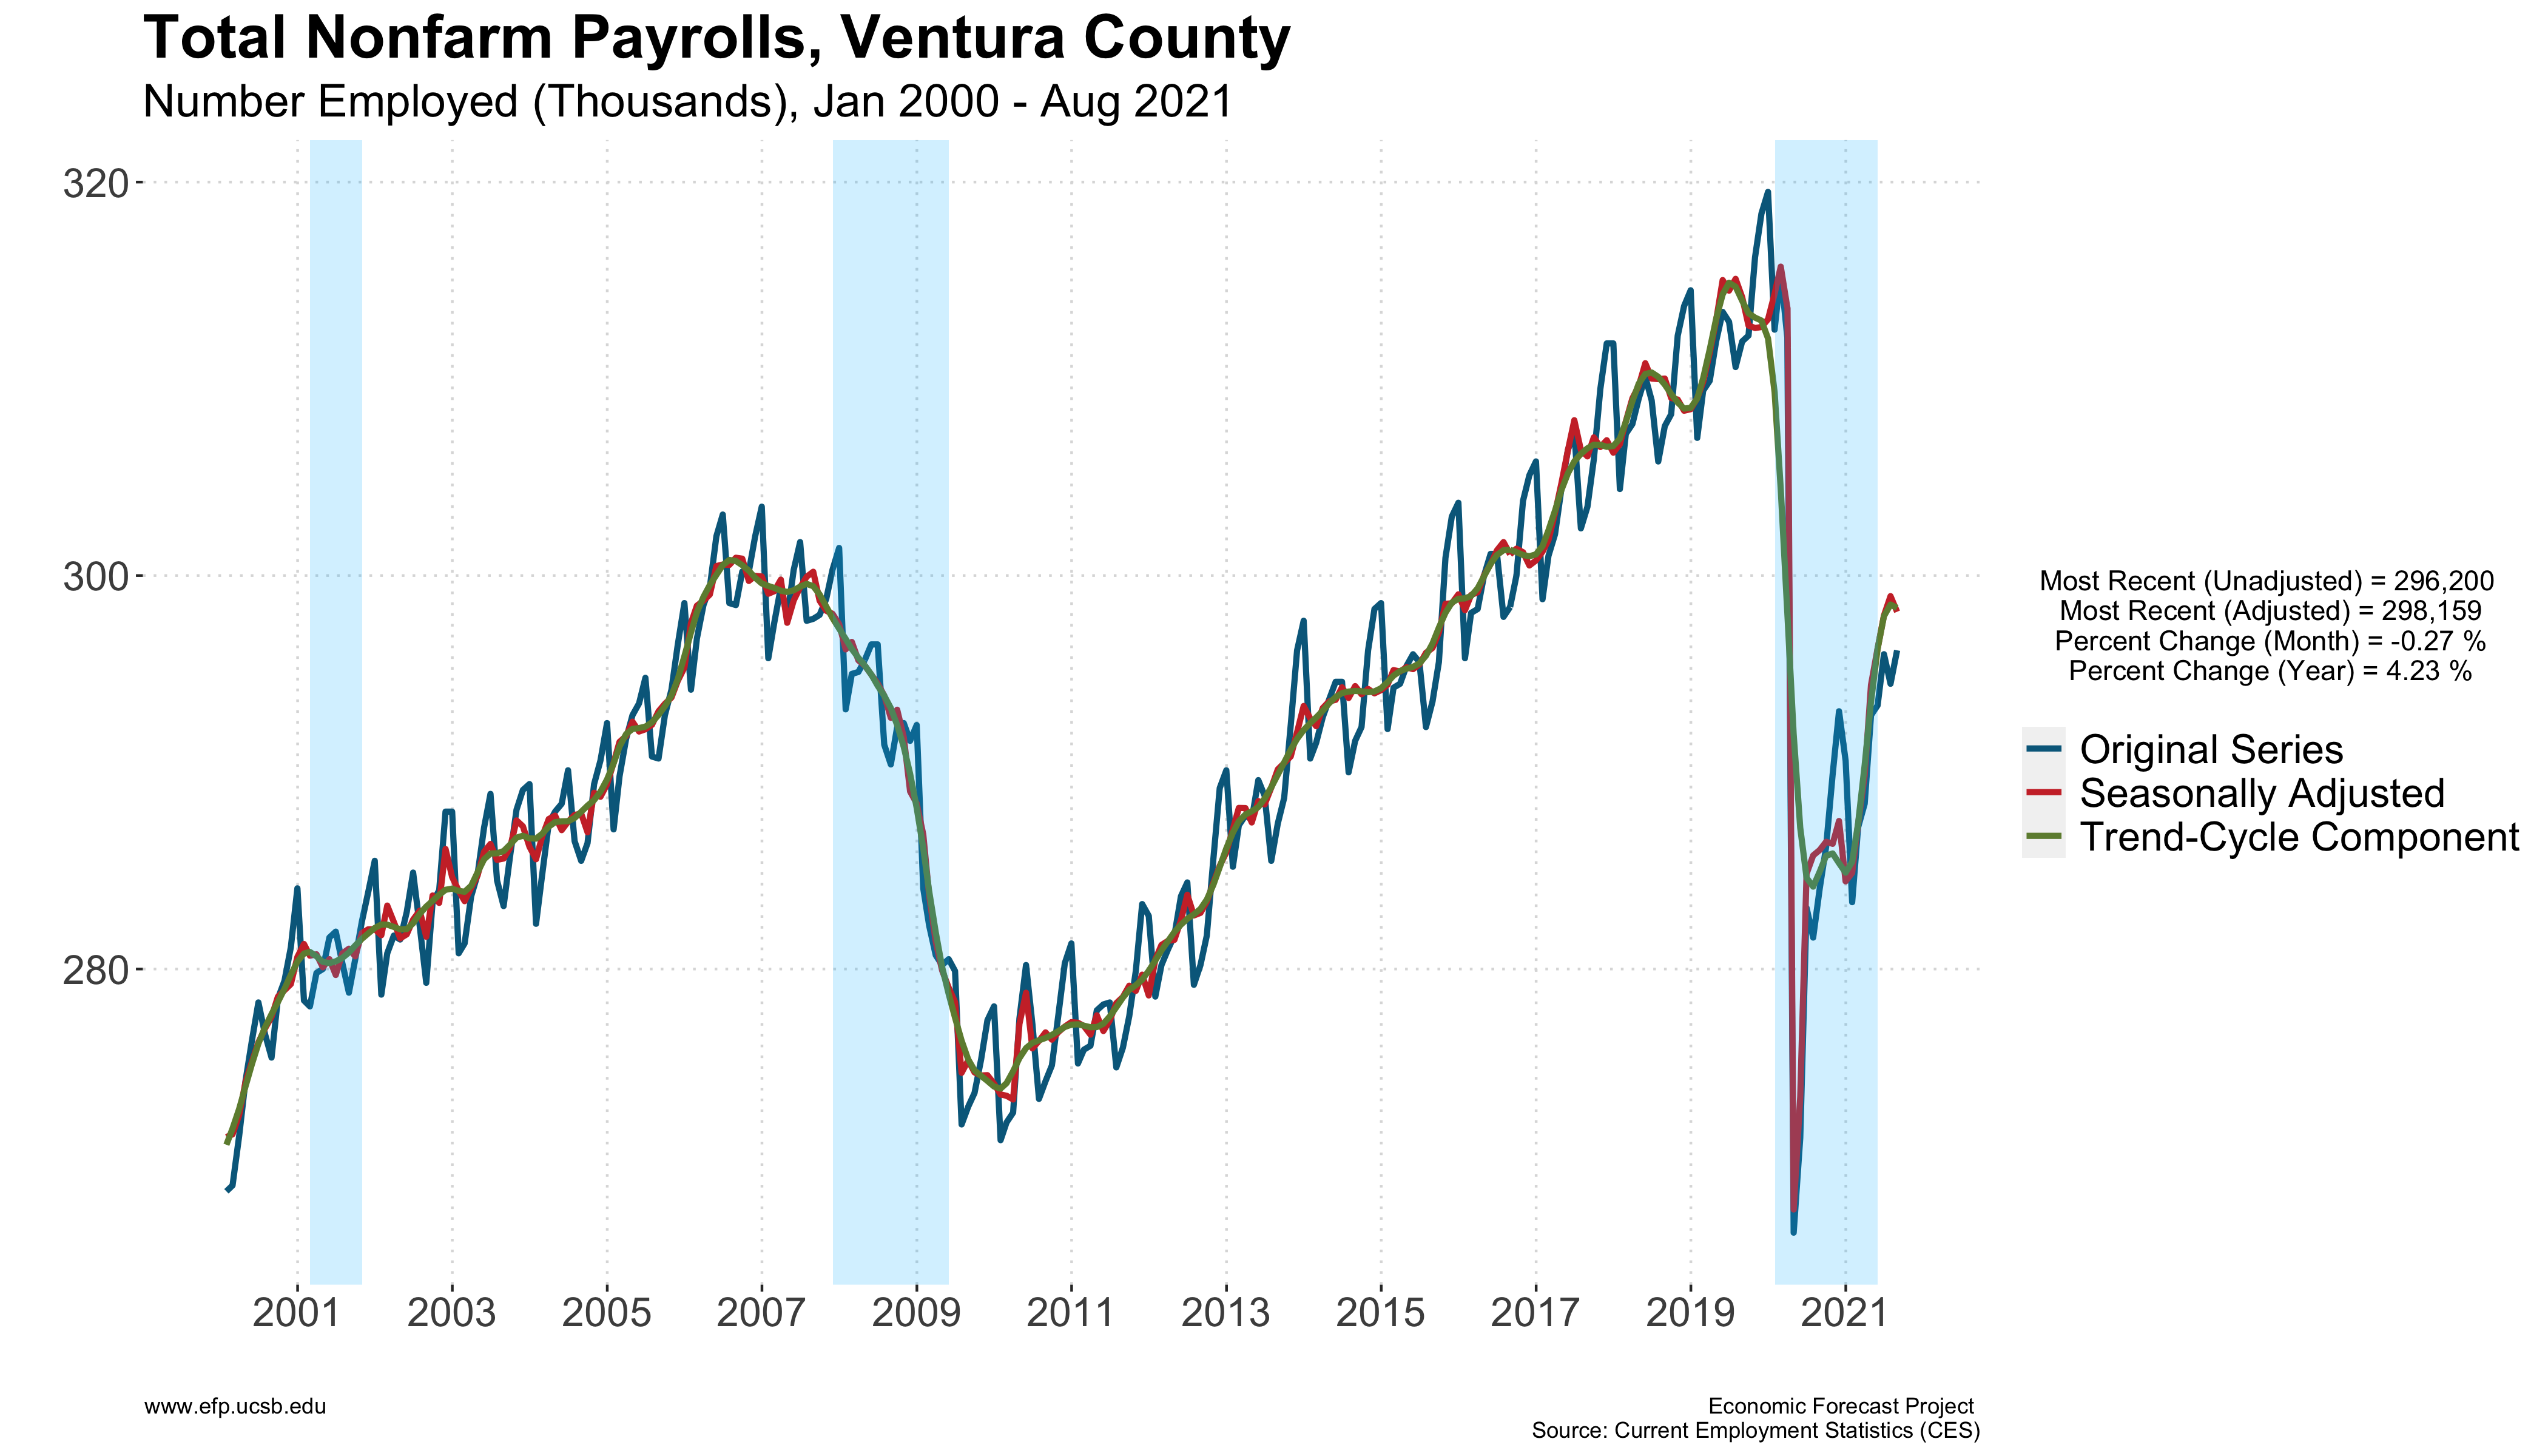 Total Nonfarm Payrolls, Ventura County
Number Employed (Thousands), Jan 2000 - Aug 2021
320
300
280
2001 2003 2005 2007 2009 2011 2013 2015 2017 2019 2021
Most Recent (Unadjusted) = 296,200
Most Recent (Adjusted) = 298,159
Percent Change (Month) = -0.27 %
Percent Change (Year) = 4.23 %
Original Series
Seasonally Adjusted
Trend-Cycle Component
www.efp.ucsb.edu
Economic Forecast Project
Source: Current Employment Statistics (CES)